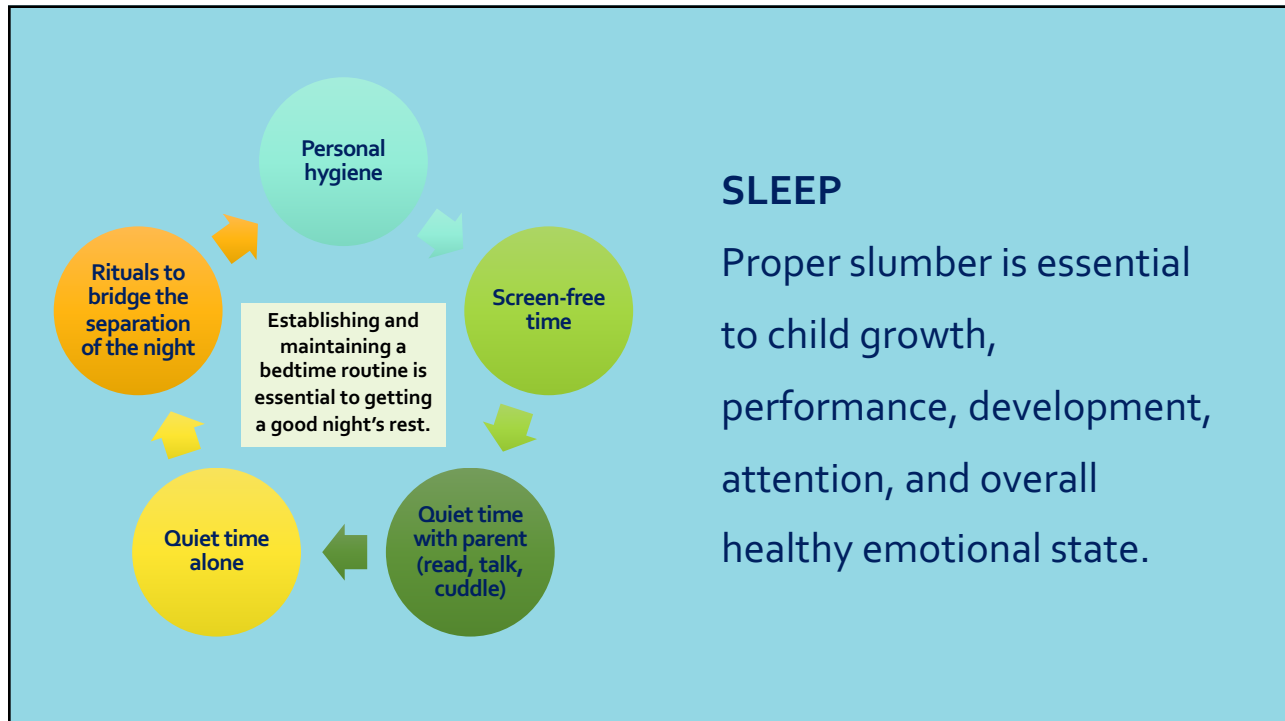 Personal
hygiene
Screen-free
time
Quiet time
with parent
(read, talk,
cuddle)
Quiet time
alone
Rituals to
bridge the
separation
of the night
Establishing and
maintaining a
bedtime routine is
essential to getting
a good night’s rest.
SLEEP
Proper slumber is essential
to child growth,
performance, development,
attention, and overall
healthy emotional state.